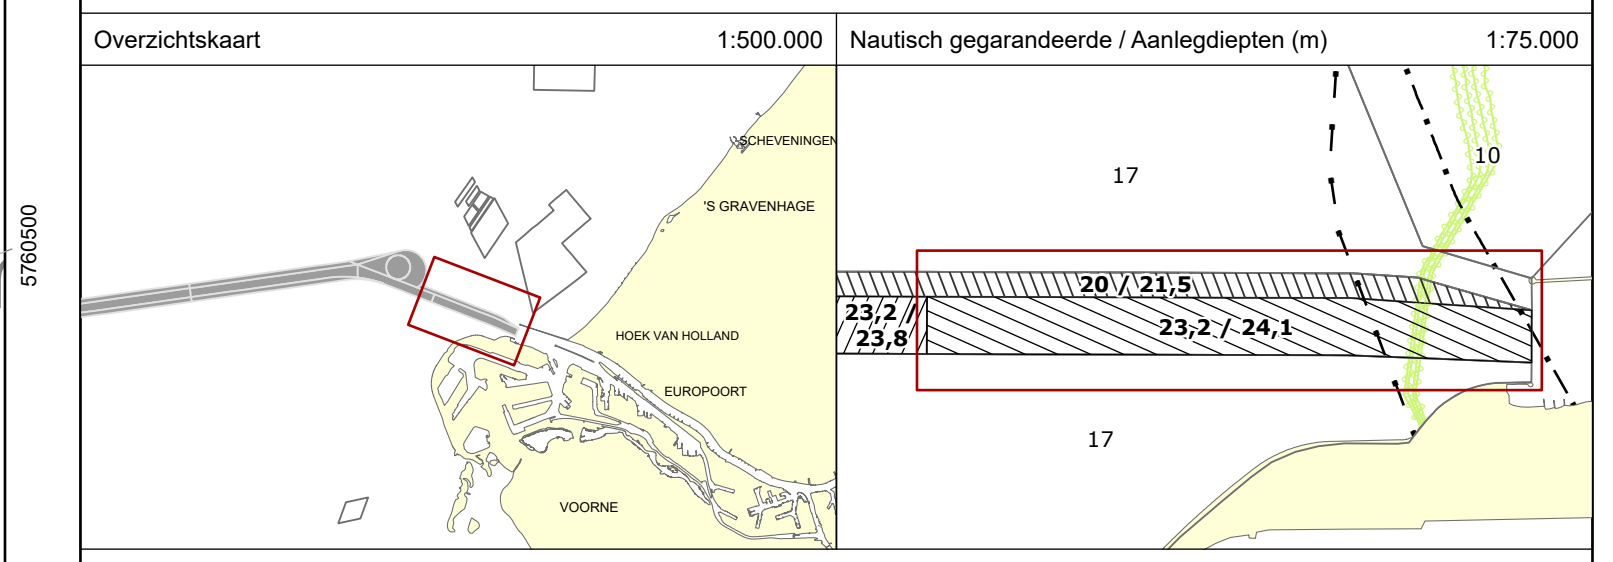 Overzichtskaart 1:500.000
Nautisch gegarandeerde / Aanlegdiepten (m) 1:75.000
5760500
SCHEVENINGEN
'S GRAVENHAGE
HOEK VAN HOLLAND
EUROPOORT
VOORNE
17
10
20 / 21,5
23,2 /
23,8
23,2 / 24,1
17